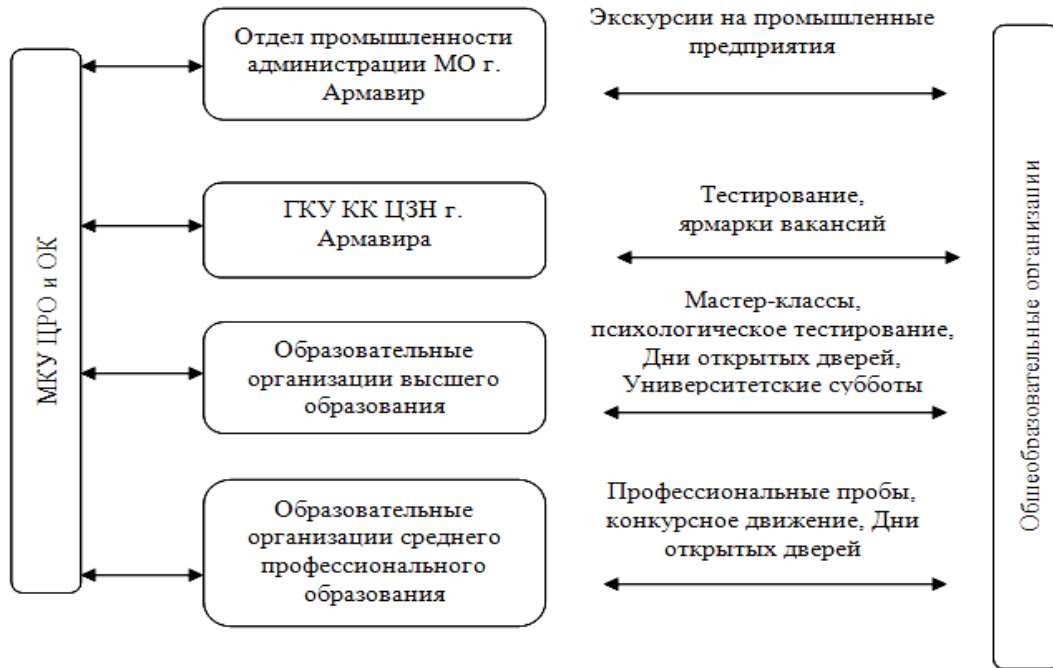 МКУ ЦРО и ОК
Отдел промышленности
администрации МО г.
Армавир
Экскурсии на промышленные
предприятия
ГКУ КК ЦЗН г.
Армавира
Тестирование,
ярмарки вакансий
Образовательные
организации высшего
образования
Мастер-классы,
психологическое тестирование,
Дни открытых дверей,
Университетские субботы
Образовательные
организации среднего
профессионального
образования
Профессиональные пробы,
конкурсное движение, Дни
открытых дверей
Общеобразовательные организации